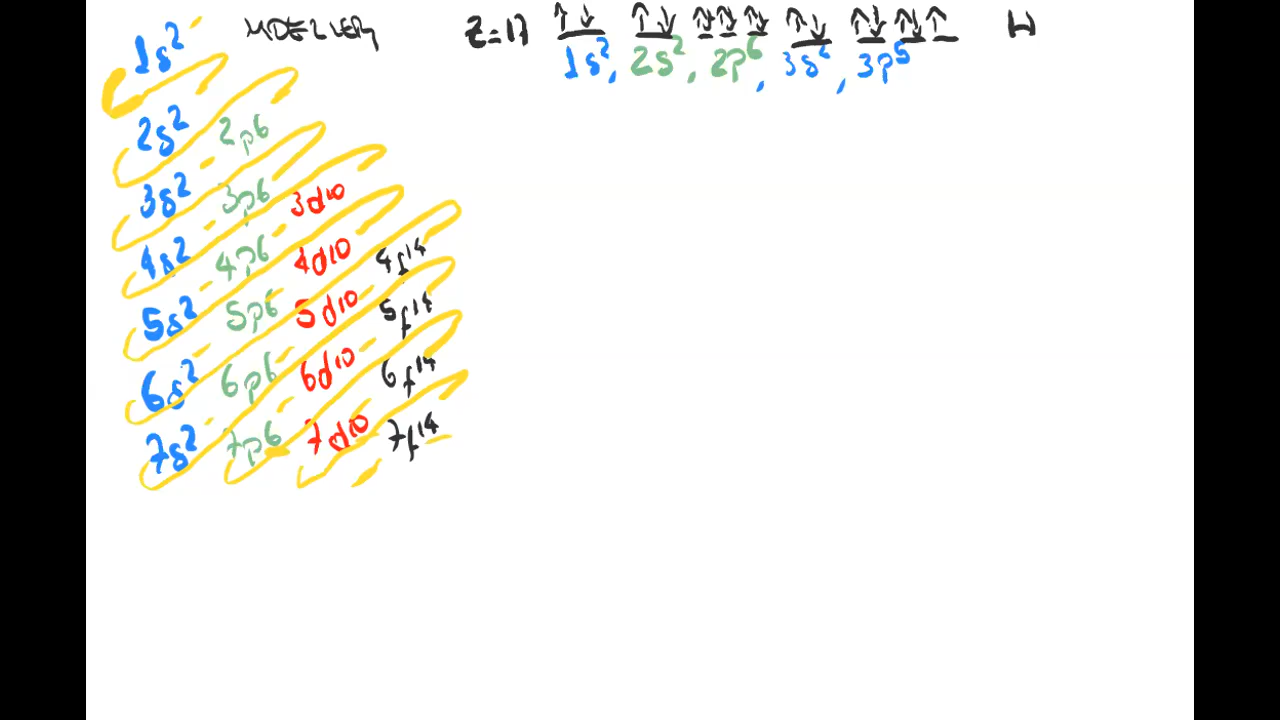 1s² MOELLER Z=17 ↑↓ ↑↓ ↑↓ ↑↓ ↑↓ ↑↓ ↑↓ ↑↓ ↑
1s², 2s², 2p⁶, 3s², 3p⁵
2s² 2p⁶
3s² 3p⁶ 3d¹⁰
4s² 4p⁶ 4d¹⁰ 4f¹⁴
5s² 5p⁶ 5d¹⁰ 5f¹⁴
6s² 6p⁶ 6d¹⁰ 6f¹⁴
7s² 7p⁶ 7d¹⁰ 7f¹⁴